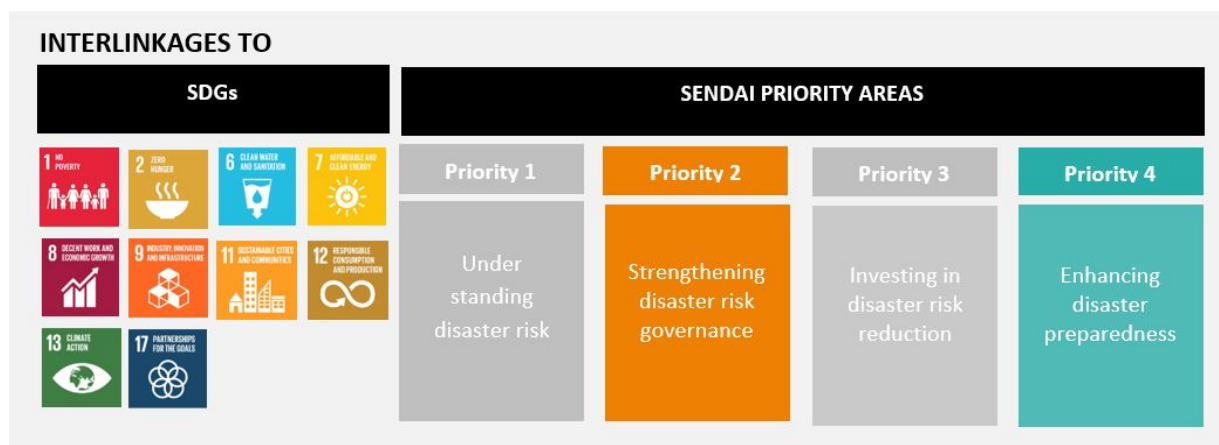 INTERLINKAGES TO
SDGs
SENDAI PRIORITY AREAS
1 NO
POVERTY
2 ZERO
HUNGER
6 CLEAN WATER
AND SANITATION
7 AFFORDABLE AND
CLEAN ENERGY
8 DECENT WORK AND
ECONOMIC GROWTH
9 INDUSTRY, INNOVATION
AND INFRASTRUCTURE
11 SUSTAINABLE CITIES
AND COMMUNITIES
12 RESPONSIBLE
CONSUMPTION
AND PRODUCTION
13 CLIMATE
ACTION
17 PARTNERSHIPS
FOR THE GOALS
Priority 1
Under
standing
disaster risk
Priority 2
Strengthening
disaster risk
governance
Priority 3
Investing in
disaster risk
reduction
Priority 4
Enhancing
disaster
preparedness